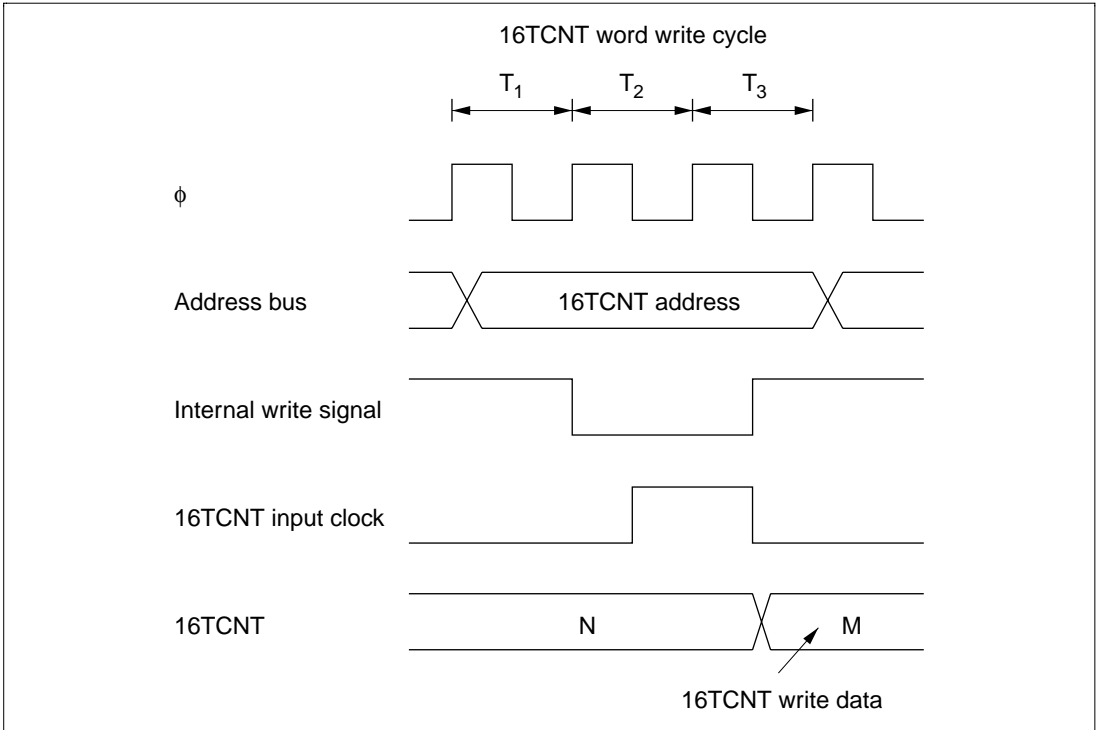 16TCNT word write cycle
T1 T2 T3
φ
Address bus
16TCNT address
Internal write signal
16TCNT input clock
16TCNT
N
M
16TCNT write data